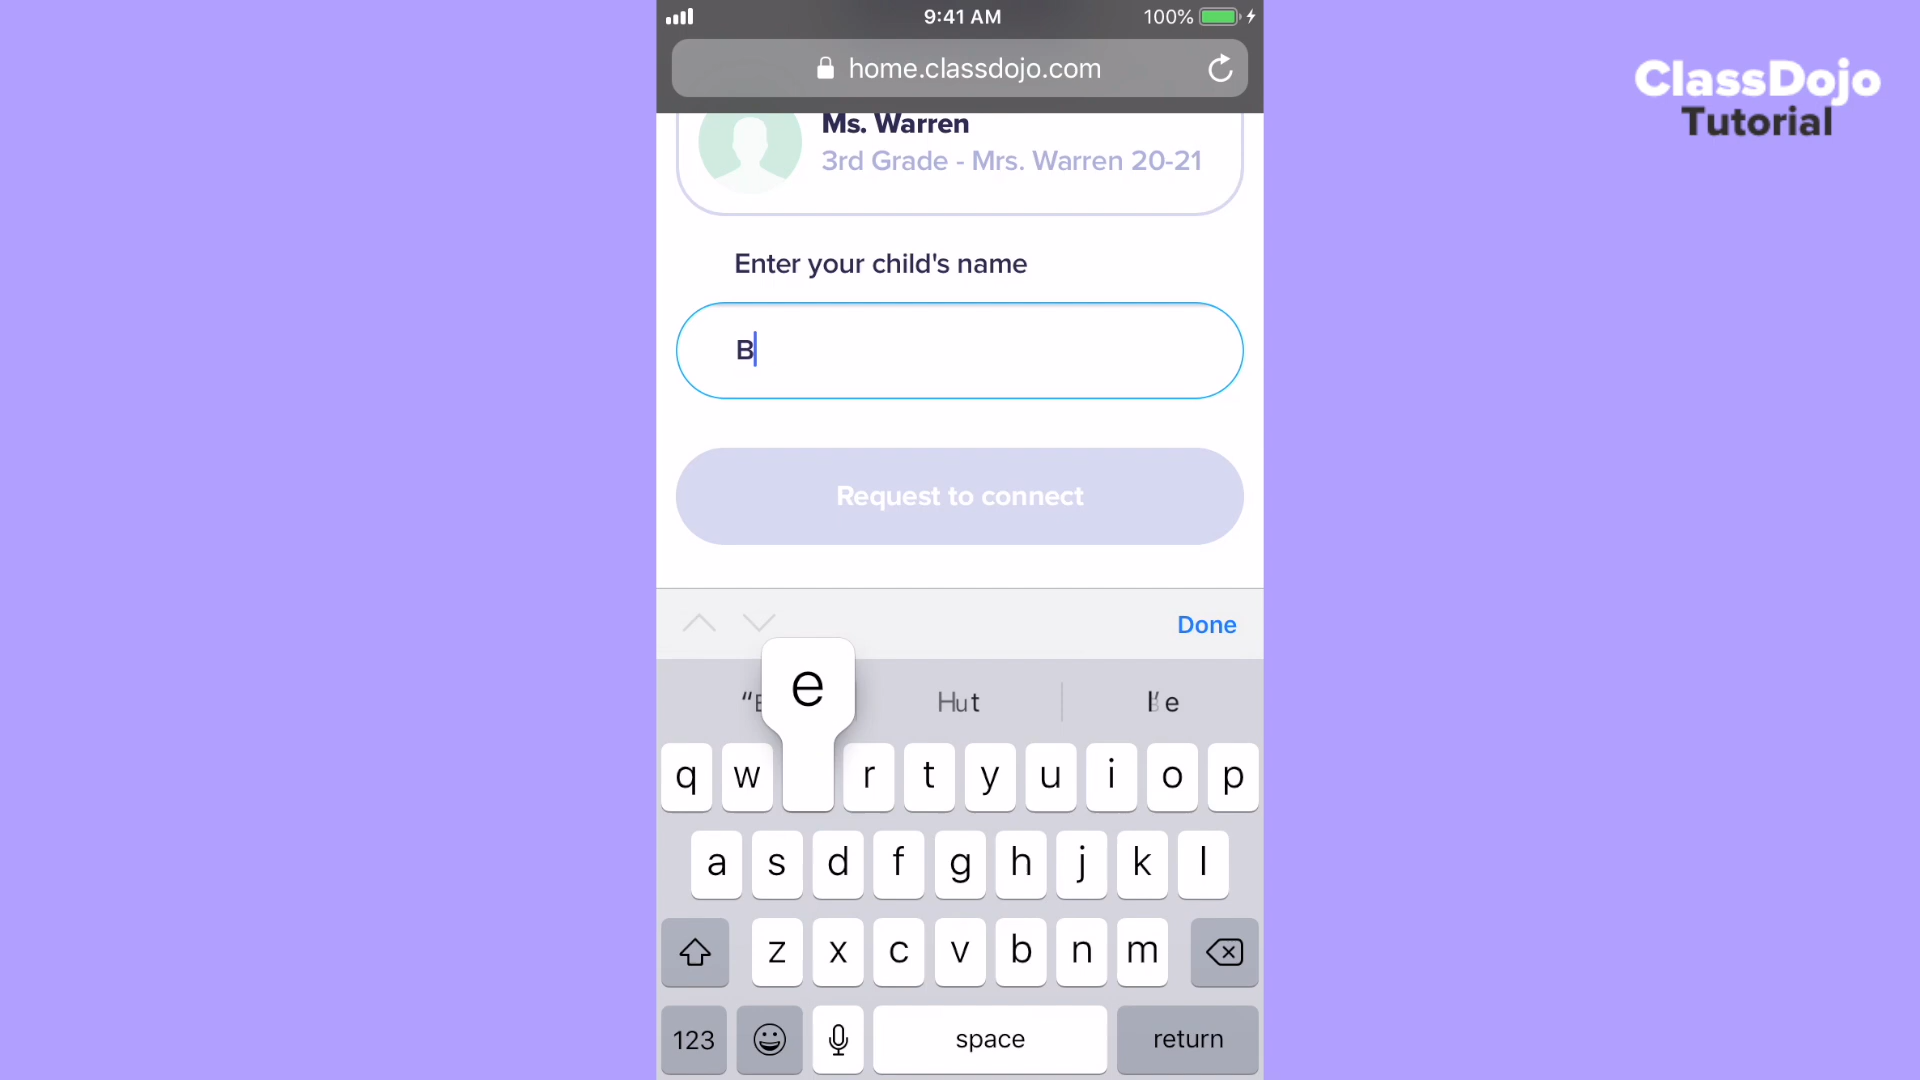 9:41 AM
100%
home.classdojo.com
ClassDojo
Tutorial
Ms. Warren
3rd Grade - Mrs. Warren 20-21
Enter your child's name
B
Request to connect
Done
e
q w r t y u i o p
a s d f g h j k l
z x c v b n m
123 space return